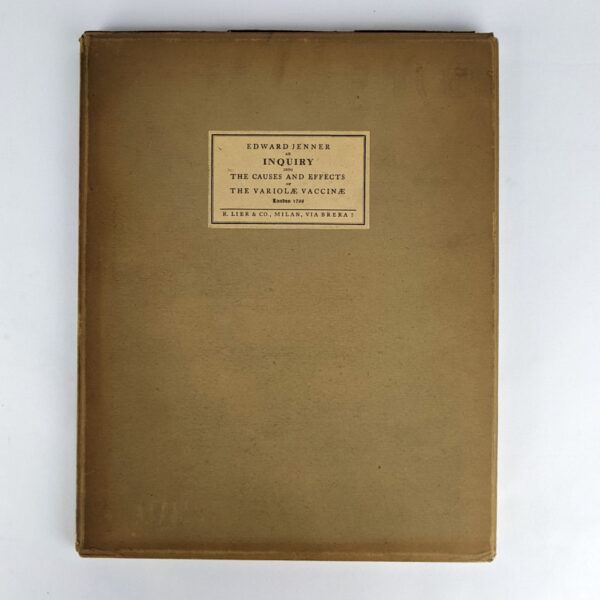 EDWARD JENNER
AN
INQUIRY
INTO
THE CAUSES AND EFFECTS
OF
THE VARIOLÆ VACCINÆ
London 1798
R. LIER & CO., MILAN, VIA BRERA 5